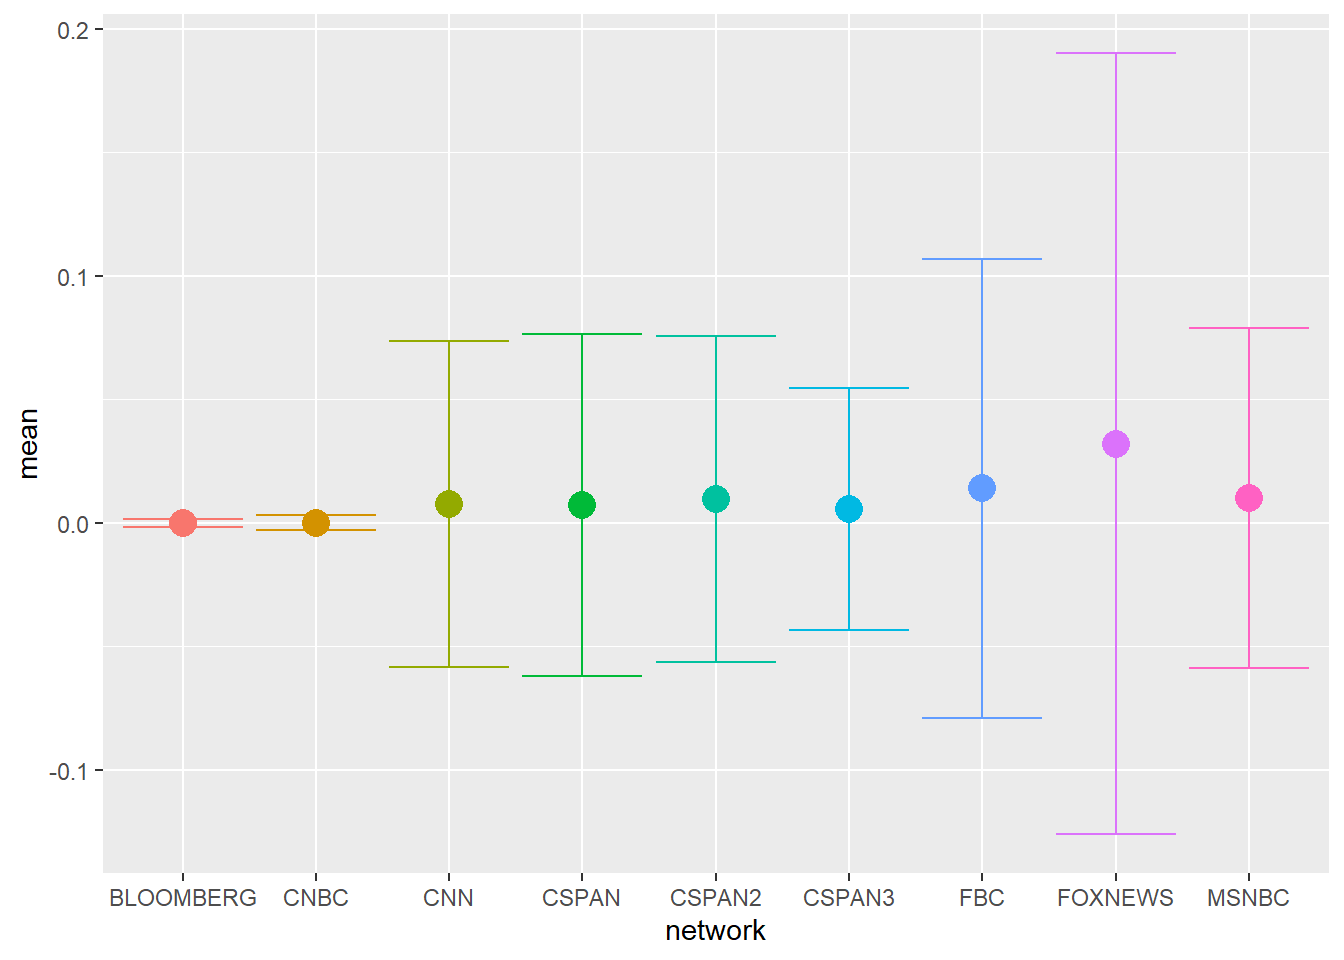 0.2
0.1
0.0
-0.1
mean
BLOOMBERG CNBC CNN CSPAN CSPAN2 CSPAN3 FBC FOXNEWS MSNBC
network